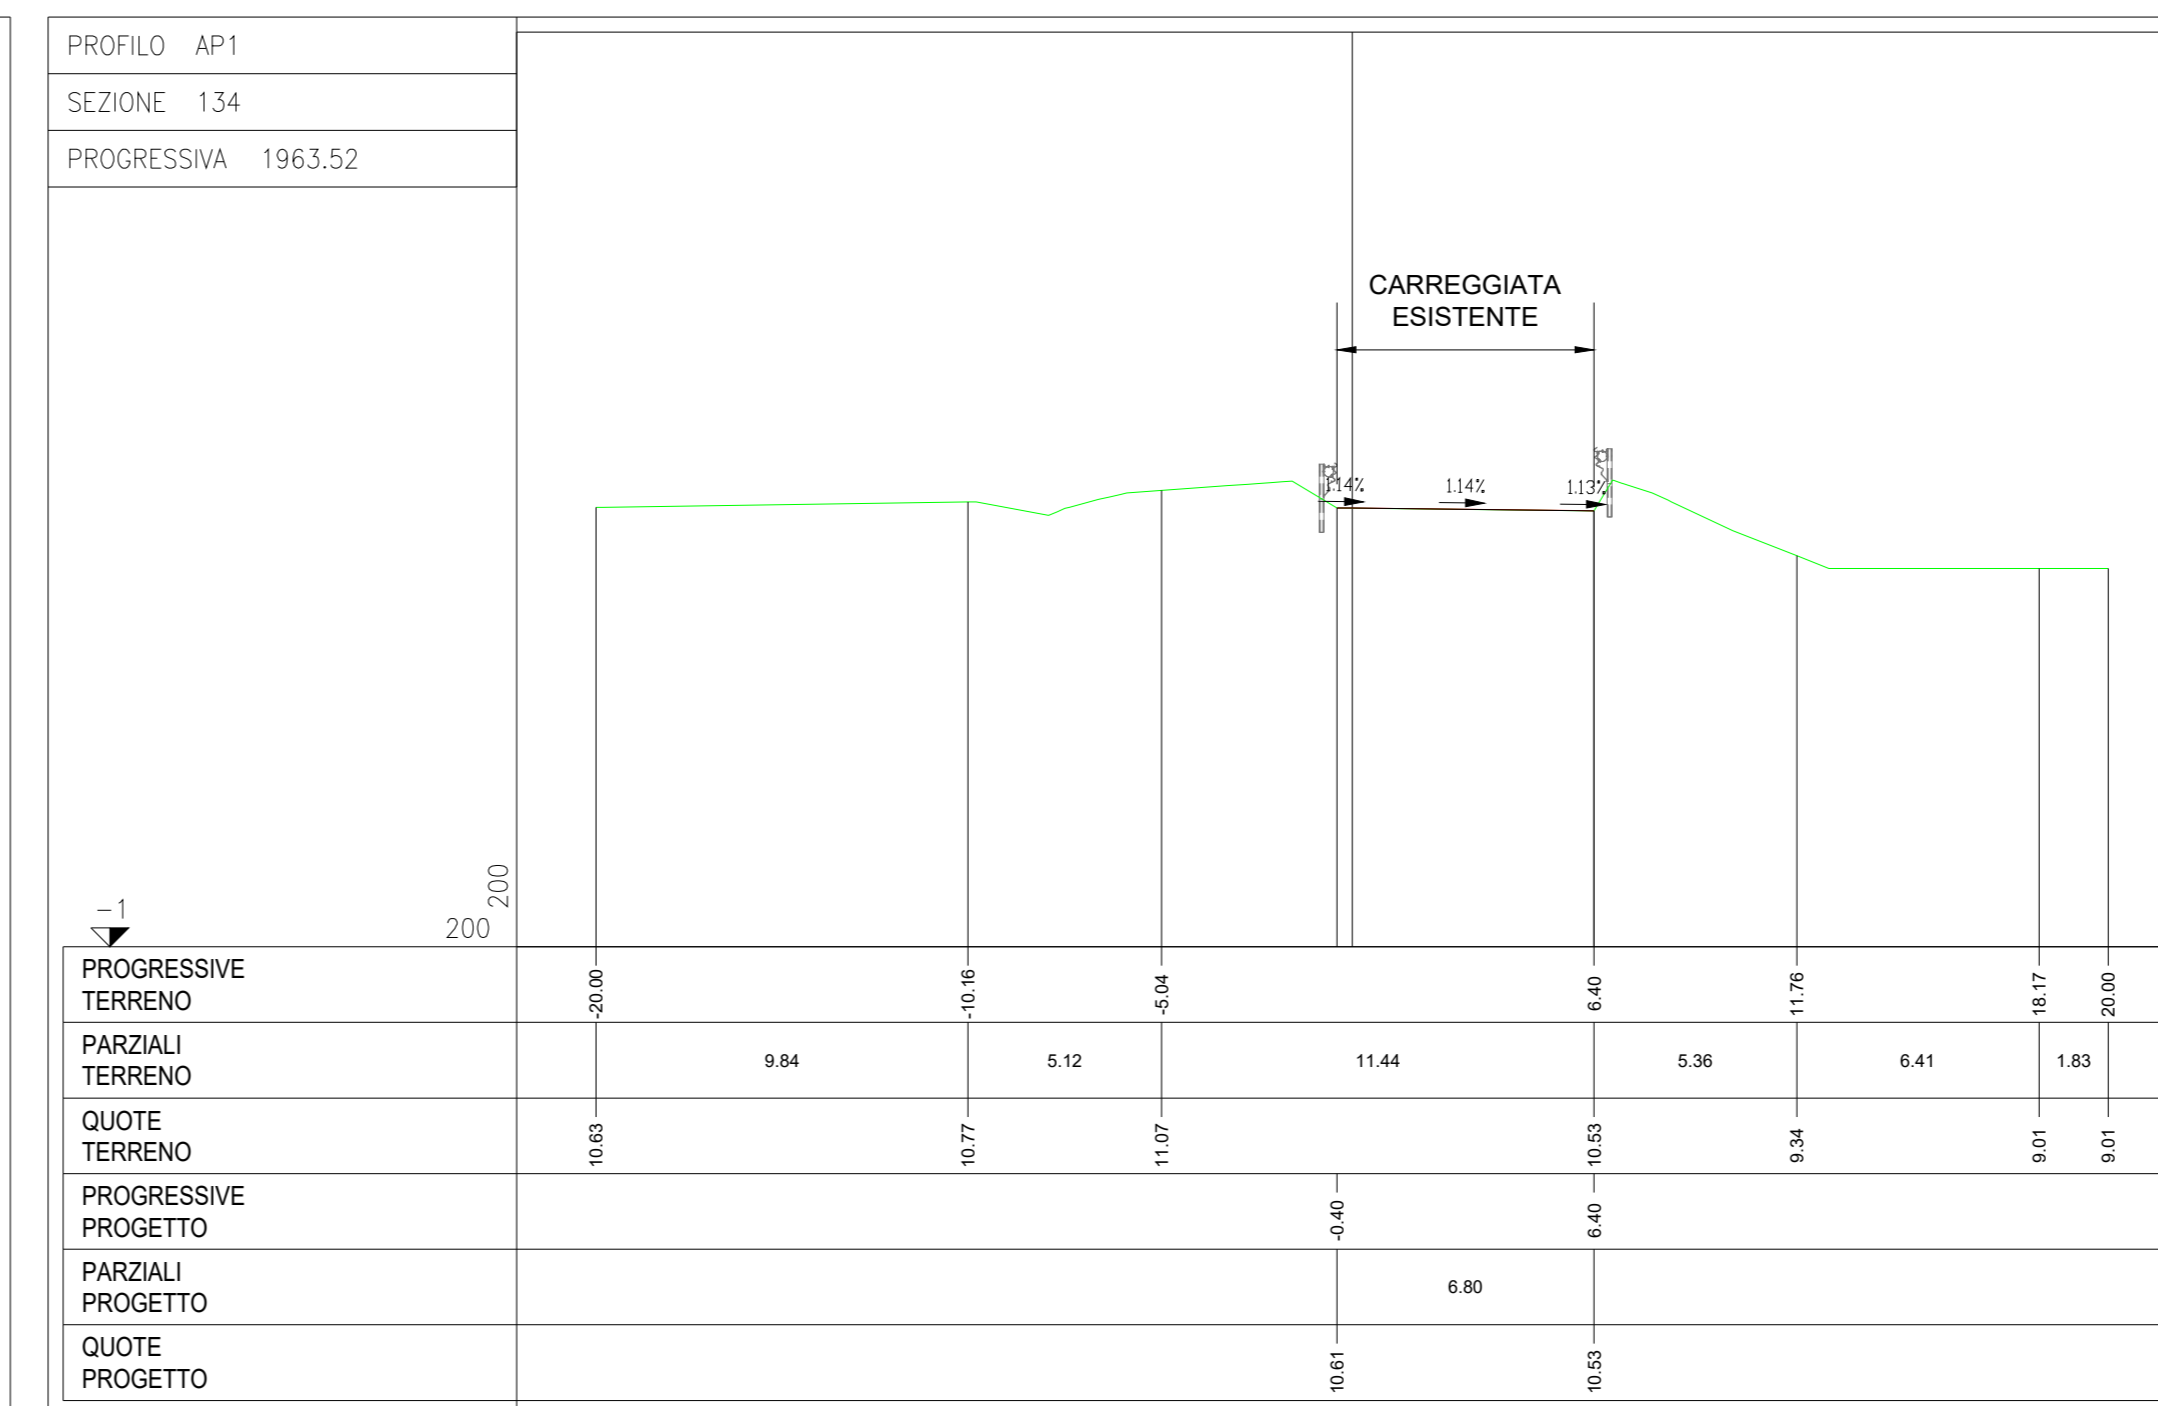 PROFILO AP1
SEZIONE 134
PROGRESSIVA 1963.52
CARREGGIATA
ESISTENTE
1.14%
1.14%
1.13%
-1
200
200
PROGRESSIVE
TERRENO
-20.00
-10.16
-5.04
6.40
11.76
18.17
20.00
PARZIALI
TERRENO
9.84
5.12
11.44
5.36
6.41
1.83
QUOTE
TERRENO
10.63
10.77
11.07
10.53
9.34
9.01
9.01
PROGRESSIVE
PROGETTO
-0.40
6.40
PARZIALI
PROGETTO
6.80
QUOTE
PROGETTO
10.61
10.53